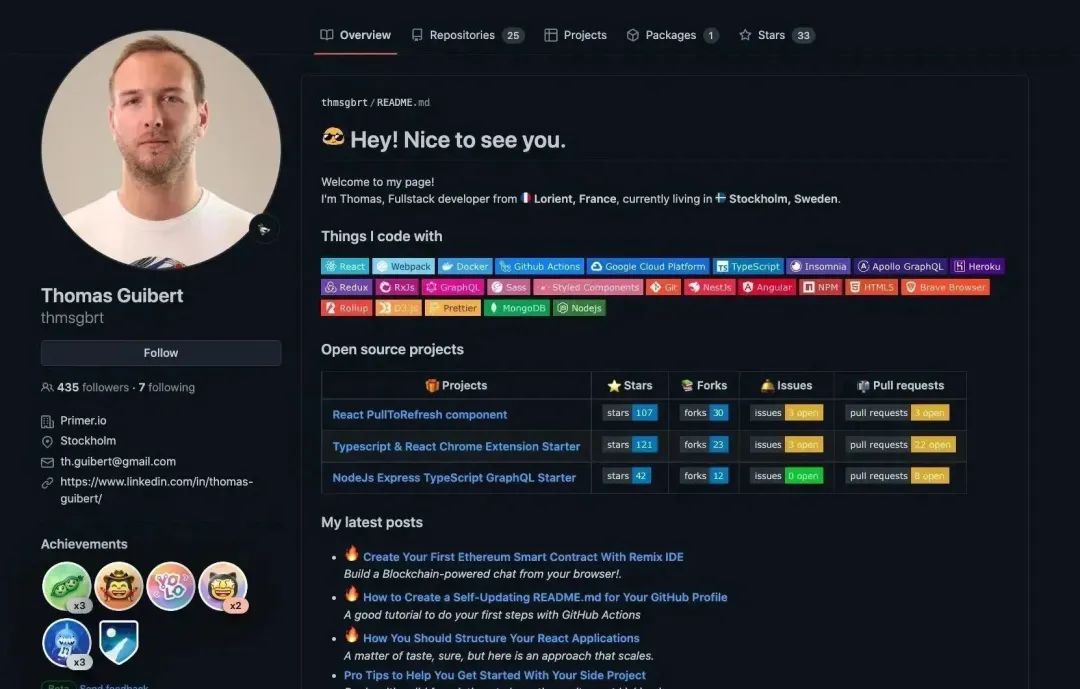 Overview Repositories 25 Projects Packages 1 Stars 33
thmsgbrt/README.md
Hey! Nice to see you.
Welcome to my page!
I'm Thomas, Fullstack developer from Lorient, France, currently living in Stockholm, Sweden.
Things I code with
React Webpack Docker Github Actions Google Cloud Platform TypeScript Insomnia Apollo GraphQL Heroku
Redux RxJs GraphQL Sass Styled Components Git NestJs Angular NPM HTML5 Brave Browser
Rollup D3.js Prettier MongoDB Nodejs
Thomas Guibert
thmsgbrt
Follow
435 followers · 7 following
Primer.io
Stockholm
th.guibert@gmail.com
https://www.linkedin.com/in/thomas-
guibert/
Achievements
x3
YOLO
x2
x3
Beta Send feedback
Open source projects
Projects Stars Forks Issues Pull requests
React PullToRefresh component stars 107 forks 30 issues 3 open pull requests 3 open
Typescript & React Chrome Extension Starter stars 121 forks 23 issues 3 open pull requests 22 open
NodeJs Express TypeScript GraphQL Starter stars 42 forks 12 issues 0 open pull requests 8 open
My latest posts
Create Your First Ethereum Smart Contract With Remix IDE
Build a Blockchain-powered chat from your browser!.
How to Create a Self-Updating README.md for Your GitHub Profile
A good tutorial to do your first steps with GitHub Actions
How You Should Structure Your React Applications
A matter of taste, sure, but here is an approach that scales.
Pro Tips to Help You Get Started With Your Side Project